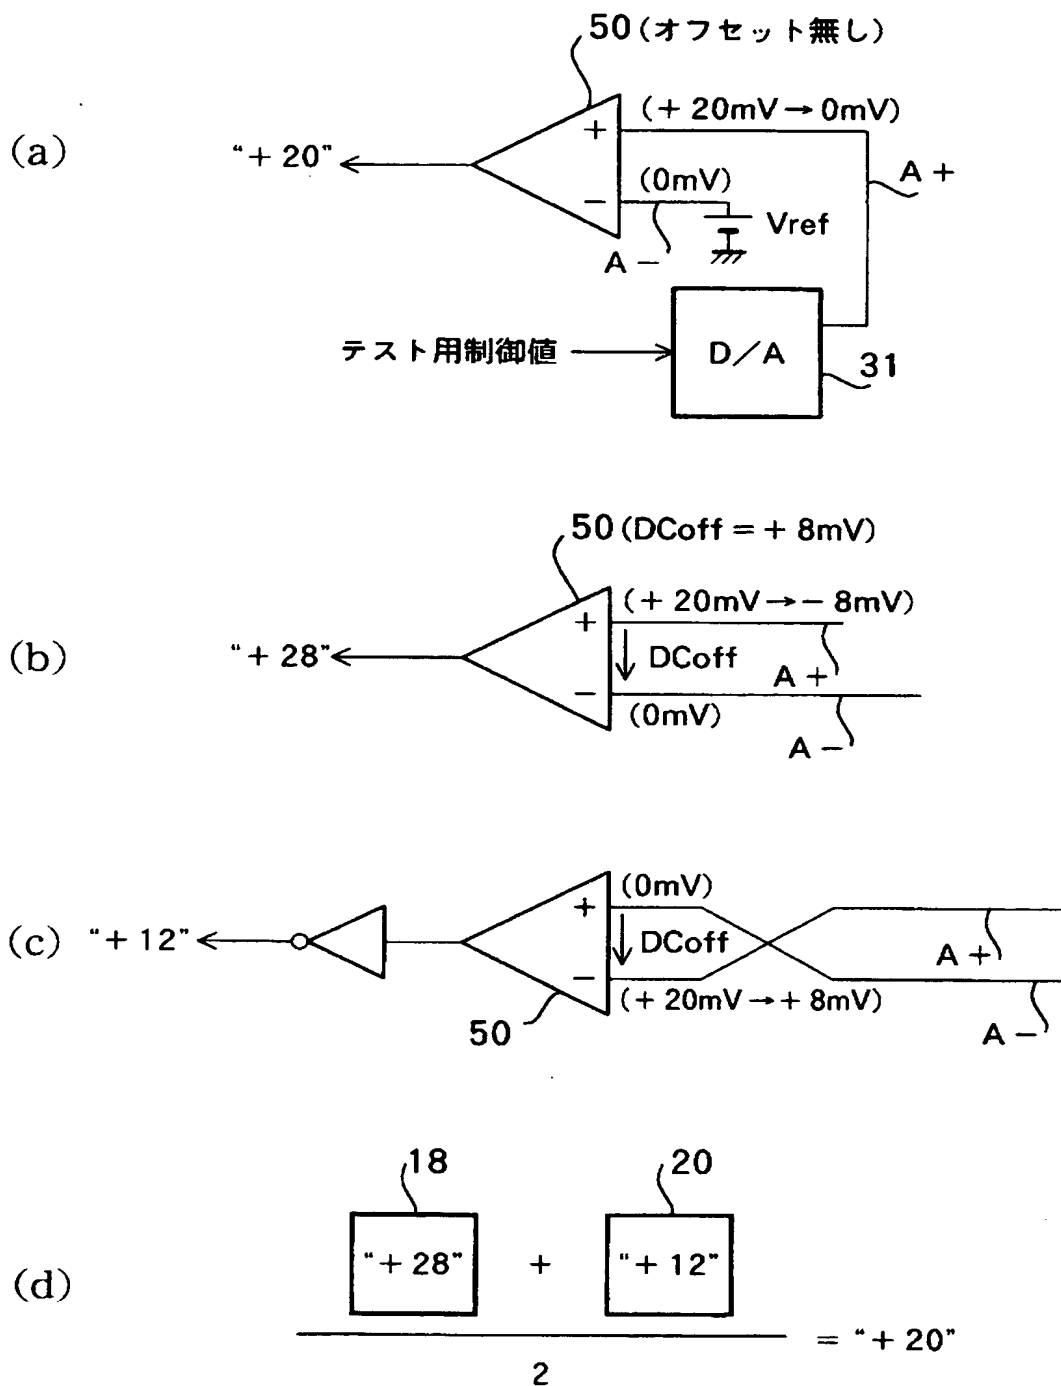 50(オフセット無し)
(+ 20mV→0mV)
(a)
"+ 20"
+
A +
(0mV)
−
Vref
A −
テスト用制御値
D/A
31
50(DCoff = + 8mV)
(+ 20mV→− 8mV)
(b)
"+ 28"
+
DCoff
A +
−
(0mV)
A −
(0mV)
+
(c)
"+ 12"
DCoff
A +
−
(+ 20mV→+ 8mV)
50
A −
18
20
(d)
"+ 28" + "+ 12"
= "+ 20"
2